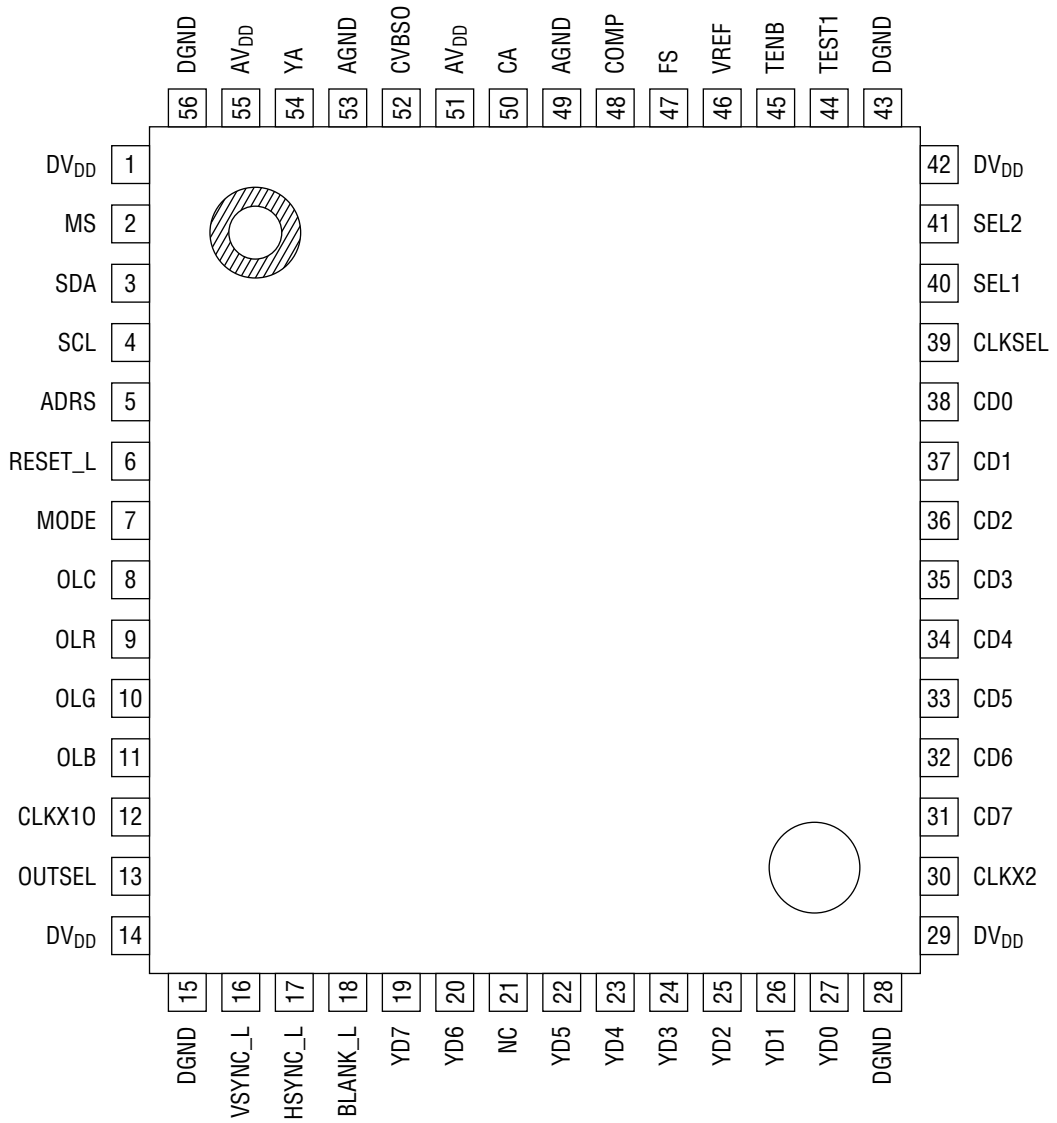 DGND AVDD YA AGND CVBSO AVDD CA AGND COMP FS VREF TENB TEST1 DGND
56 55 54 53 52 51 50 49 48 47 46 45 44 43
DVDD 1 42 DVDD
MS 2 41 SEL2
SDA 3 40 SEL1
SCL 4 39 CLKSEL
ADRS 5 38 CD0
RESET_L 6 37 CD1
MODE 7 36 CD2
OLC 8 35 CD3
OLR 9 34 CD4
OLG 10 33 CD5
OLB 11 32 CD6
CLKX1O 12 31 CD7
OUTSEL 13 30 CLKX2
DVDD 14 29 DVDD
15 16 17 18 19 20 21 22 23 24 25 26 27 28
DGND VSYNC_L HSYNC_L BLANK_L YD7 YD6 NC YD5 YD4 YD3 YD2 YD1 YD0 DGND